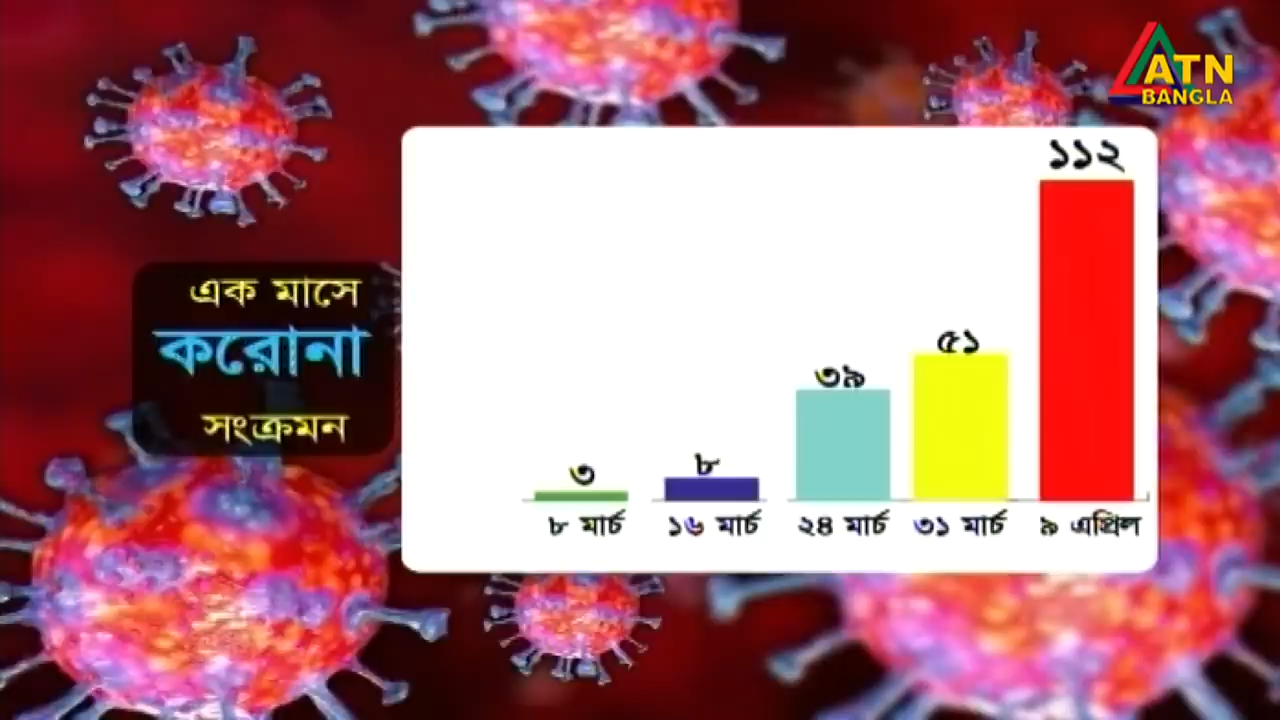 ATN
BANGLA
এক মাসে
করোনা
সংক্রমন
৩
৮
৩৯
৫১
১১২
৮ মার্চ
১৬ মার্চ
২৪ মার্চ
৩১ মার্চ
৯ এপ্রিল